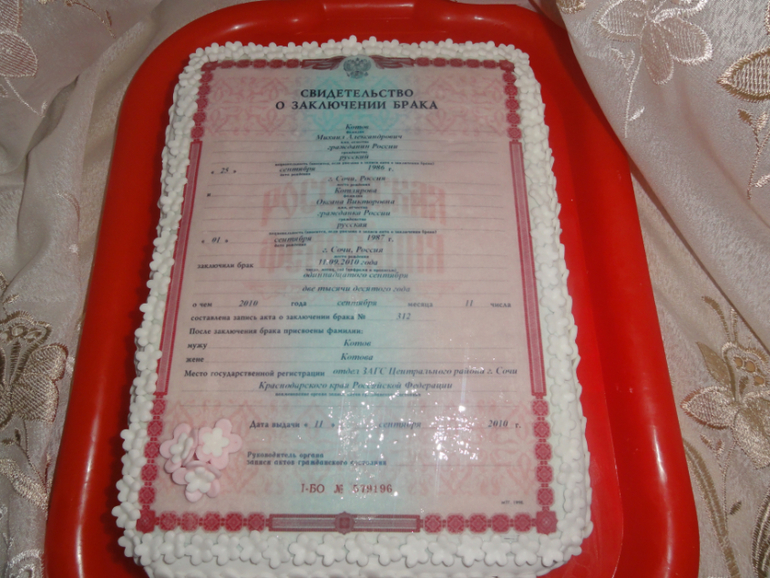 СВИДЕТЕЛЬСТВО
О ЗАКЛЮЧЕНИИ БРАКА
Котов
Михаил Александрович
гражданин России
русский
« 25 » сентября 1986 г.
г. Сочи, Россия
и Котлярова
Оксана Викторовна
гражданка России
русская
« 01 » сентября 1987 г.
г. Сочи, Россия
заключили брак 11.09.2010 года
одиннадцатого сентября
две тысячи десятого года
о чем 2010 года сентября месяца 11 числа
составлена запись акта о заключении брака № 312
После заключения брака присвоены фамилии:
мужу Котов
жене Котова
Место государственной регистрации отдел ЗАГС Центрального района г. Сочи
Краснодарского края Российской Федерации
Дата выдачи « 11 » сентября 2010 г.
Руководитель органа
записи актов гражданского состояния
I-БО № 579196